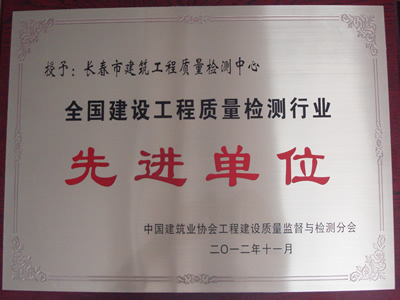 授予：长春市建筑工程质量检测中心
全国建设工程质量检测行业
先进单位
中国建筑业协会工程建设质量监督与检测分会
二〇一二年十一月